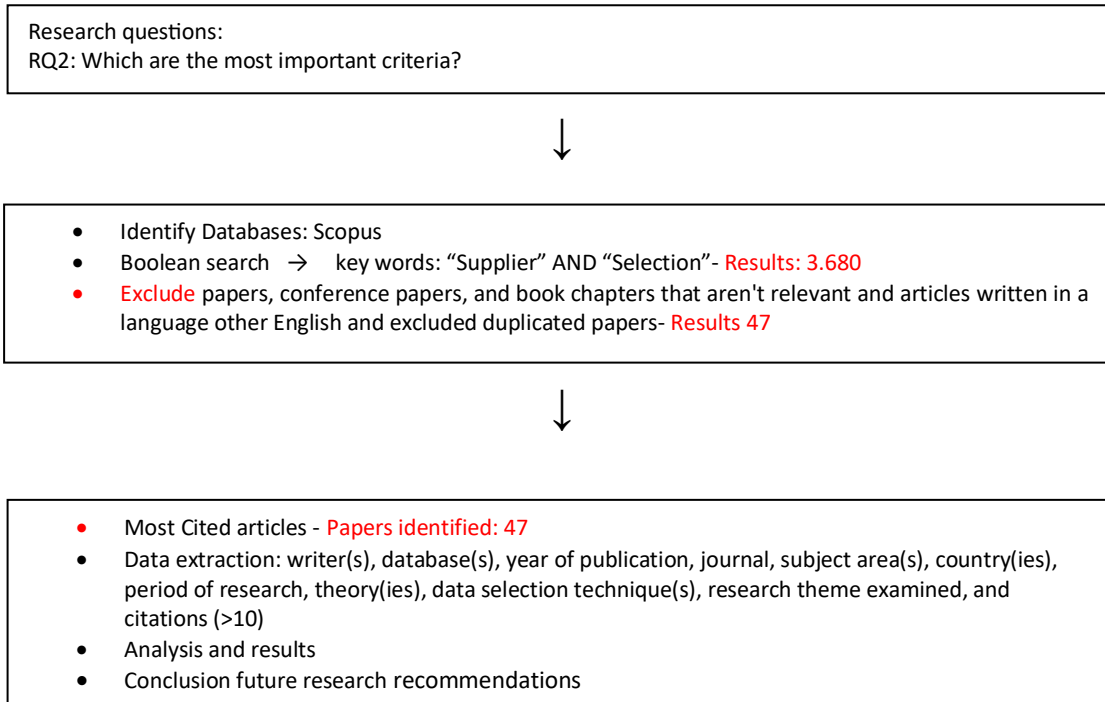 Research questions:
RQ2: Which are the most important criteria?
↓
• Identify Databases: Scopus
• Boolean search → key words: “Supplier” AND “Selection”- Results: 3.680
• Exclude papers, conference papers, and book chapters that aren't relevant and articles written in a
language other English and excluded duplicated papers- Results 47
↓
• Most Cited articles - Papers identified: 47
• Data extraction: writer(s), database(s), year of publication, journal, subject area(s), country(ies),
period of research, theory(ies), data selection technique(s), research theme examined, and
citations (>10)
• Analysis and results
• Conclusion future research recommendations